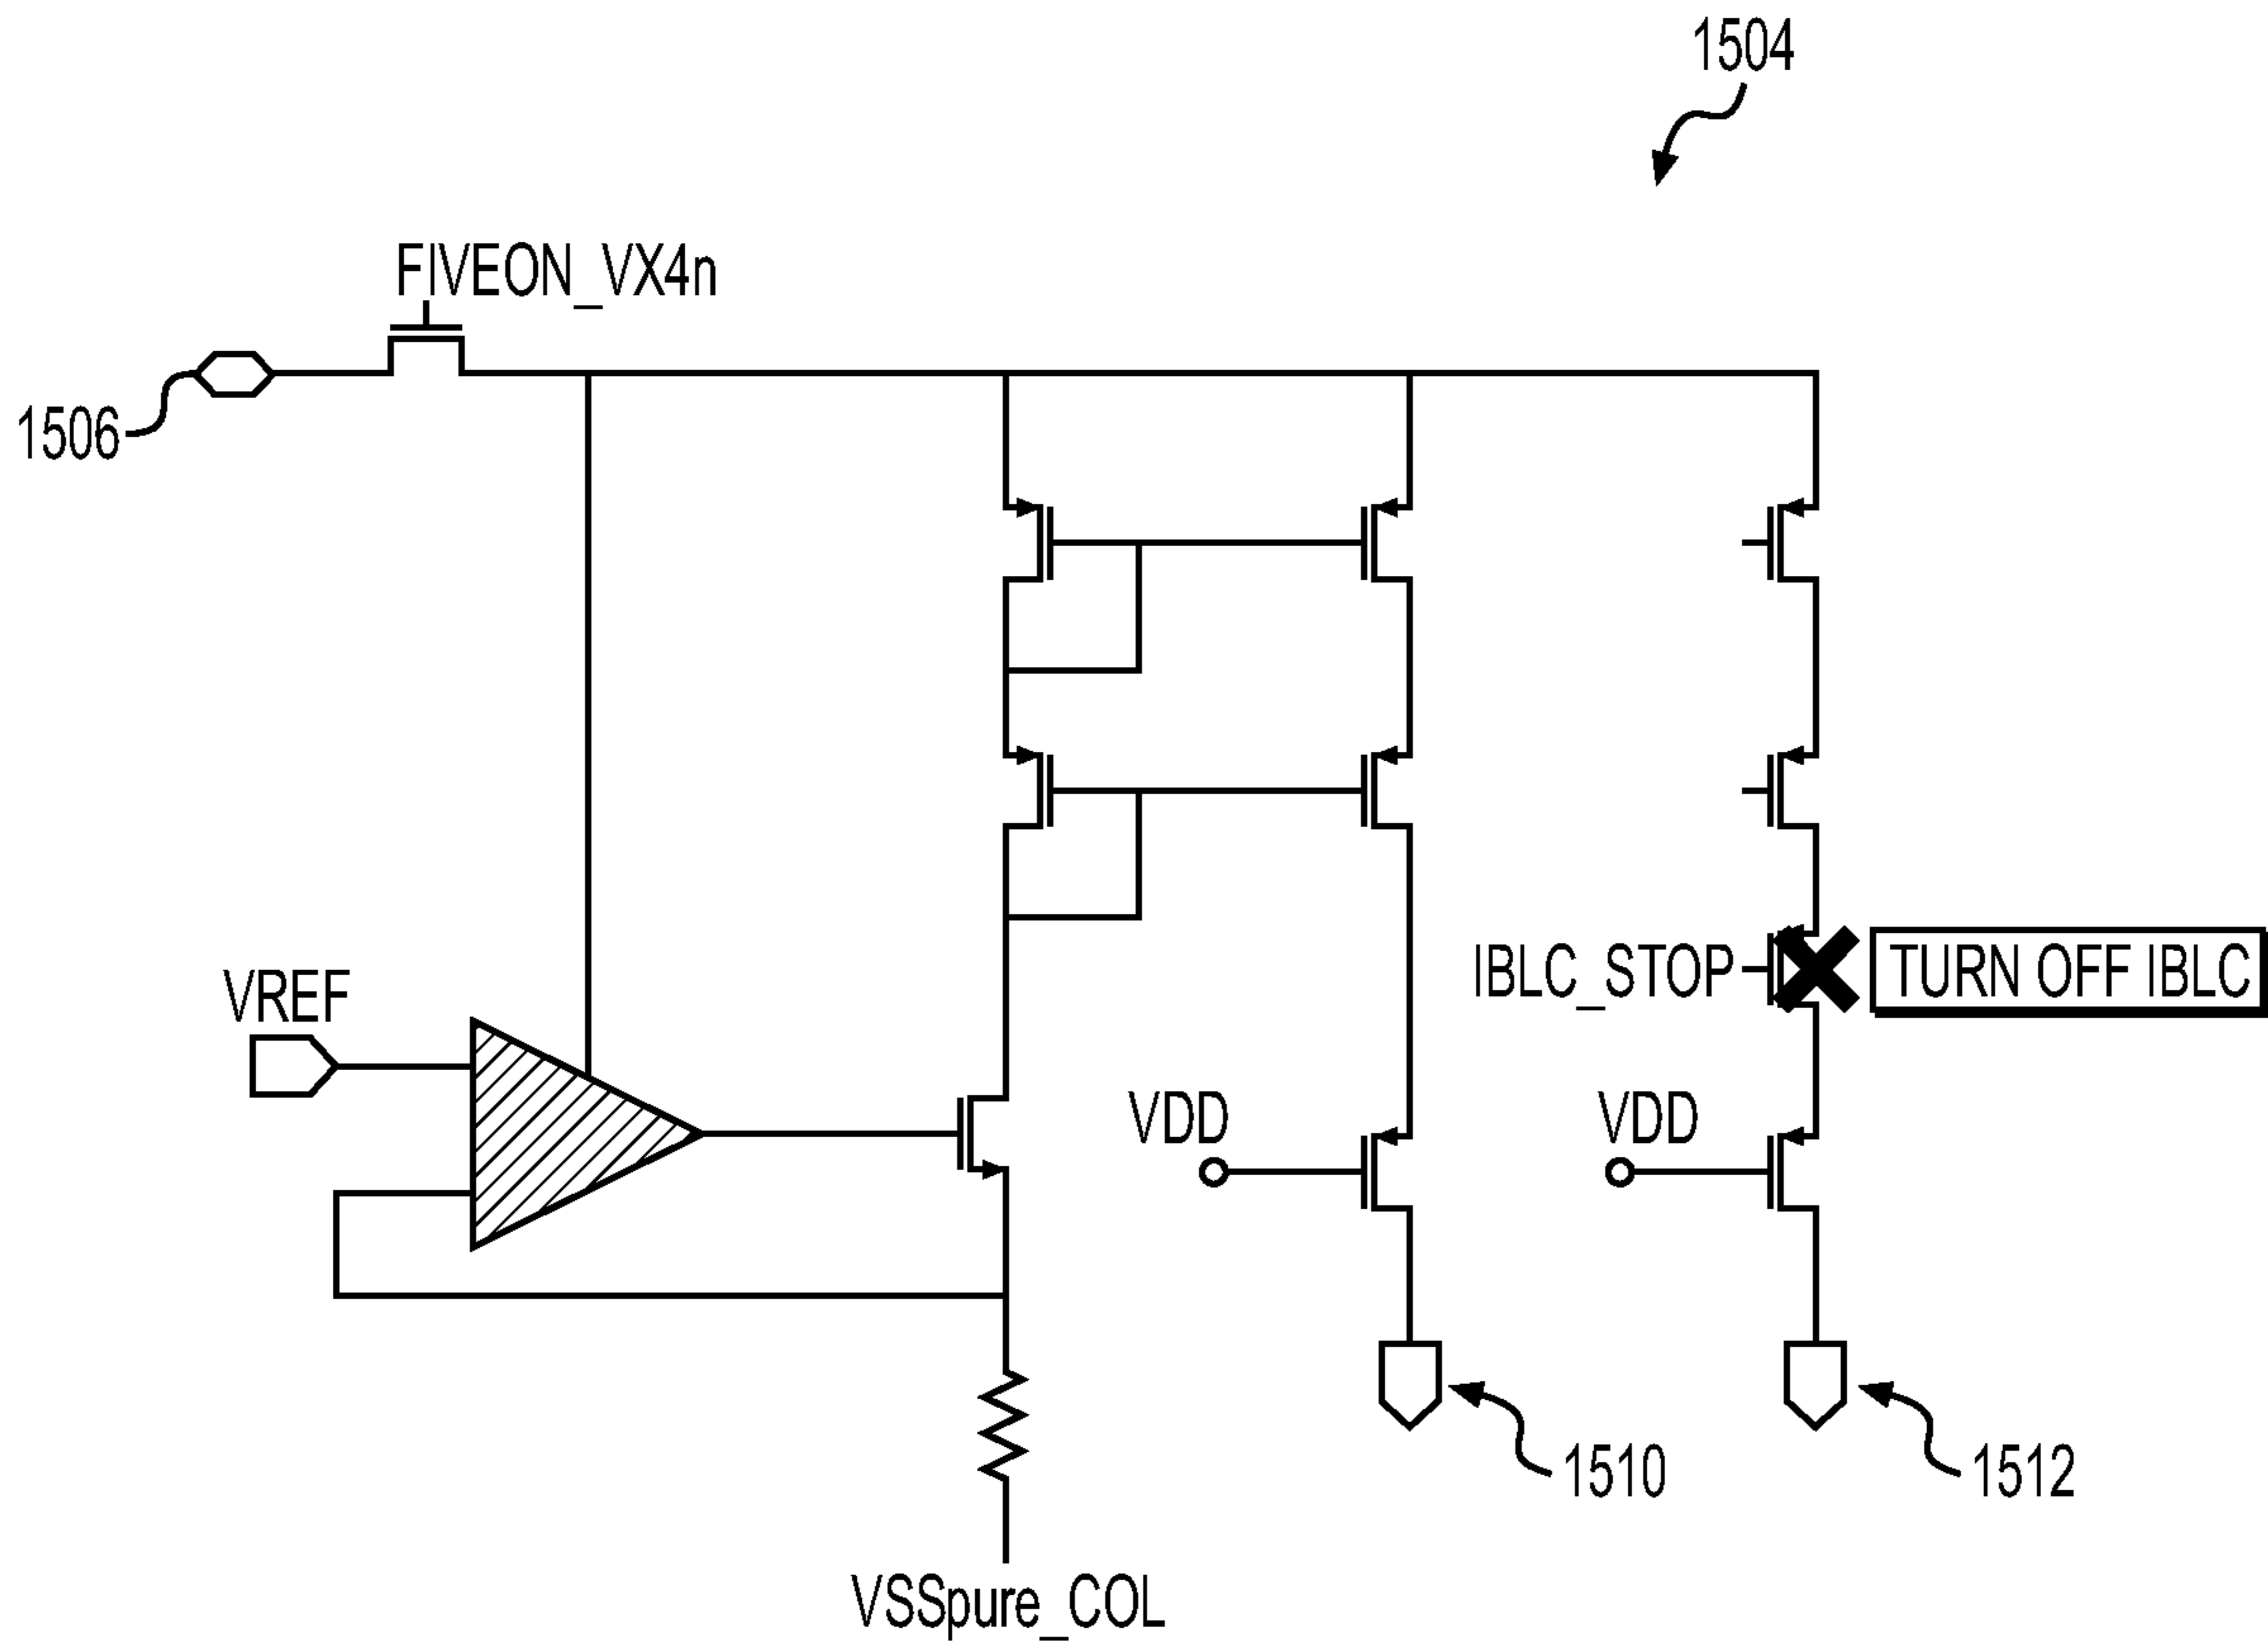 1504
FIVEON_VX4n
1506
IBLC_STOP
TURN OFF IBLC
VREF
VDD
VDD
1510
1512
VSSpure_COL